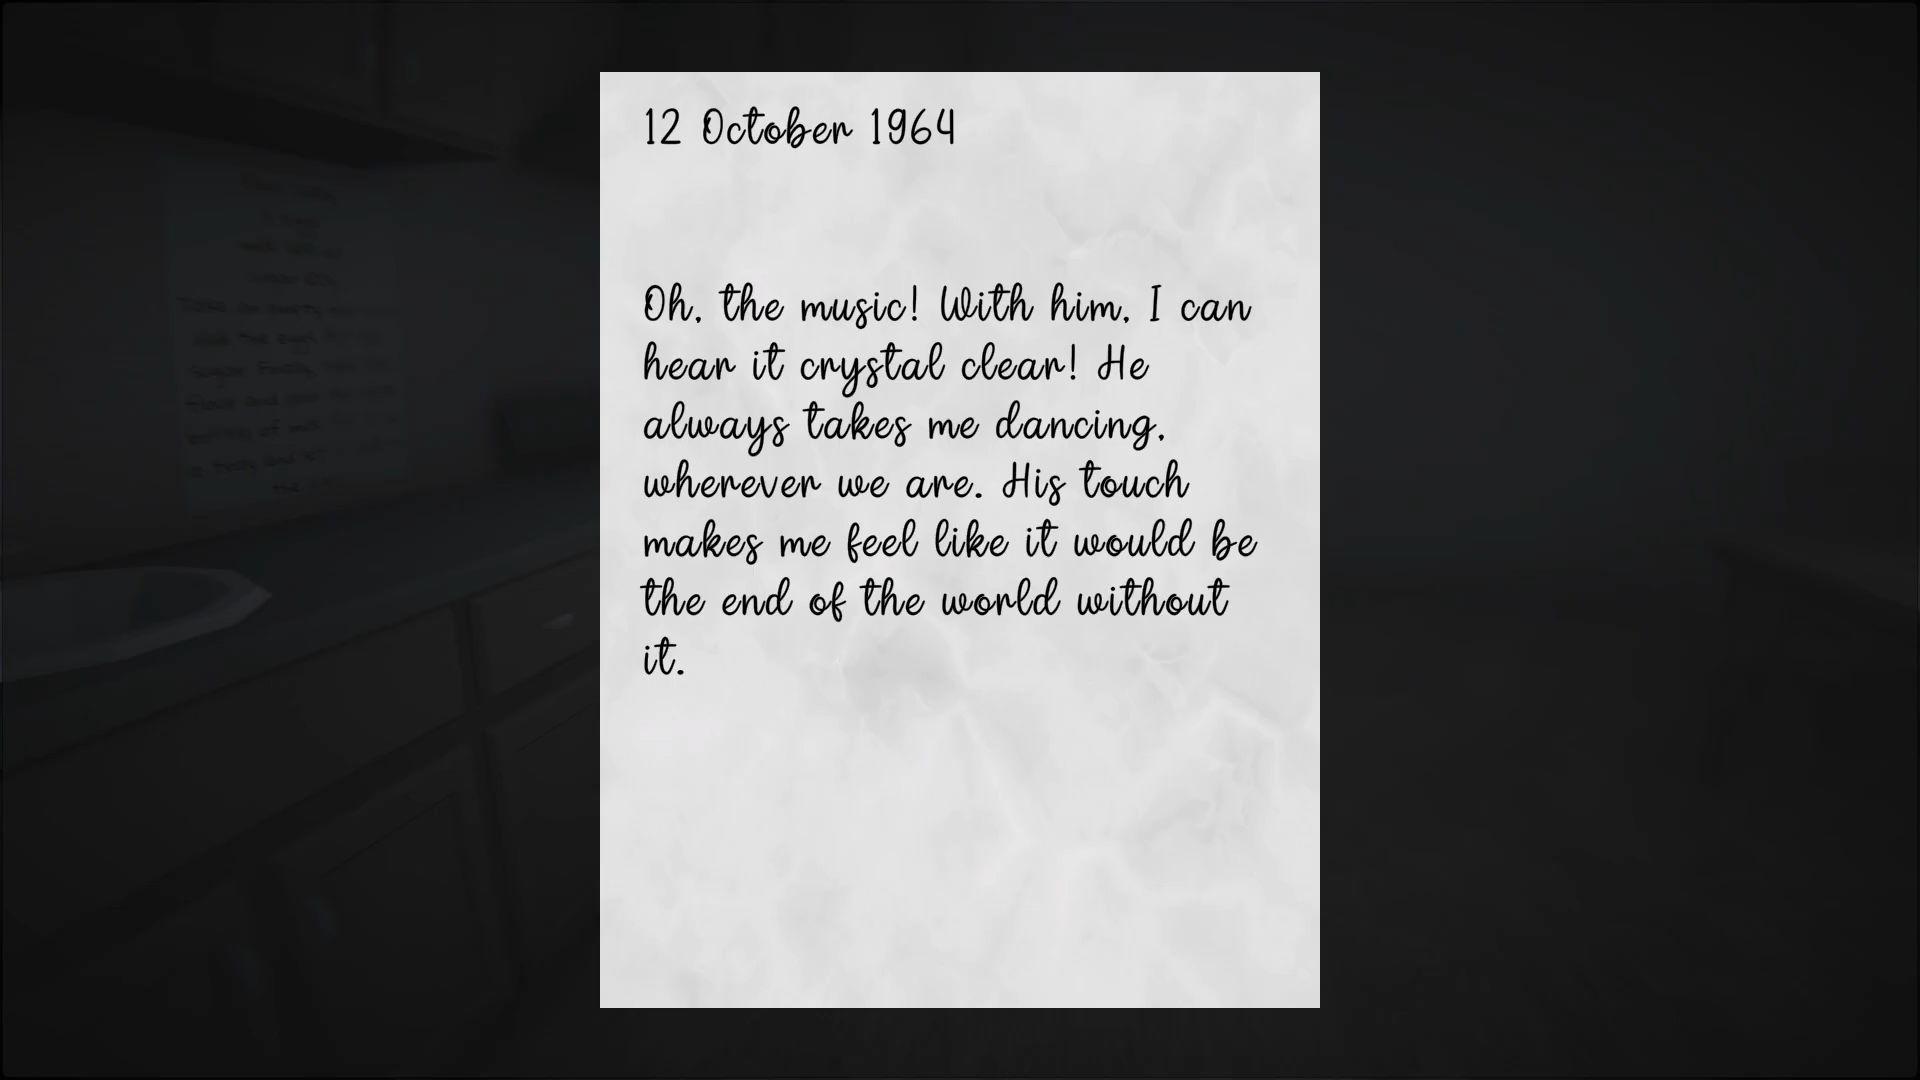 12 October 1964
Oh, the music! With him, I can
hear it crystal clear! He
always takes me dancing,
wherever we are. His touch
makes me feel like it would be
the end of the world without
it.